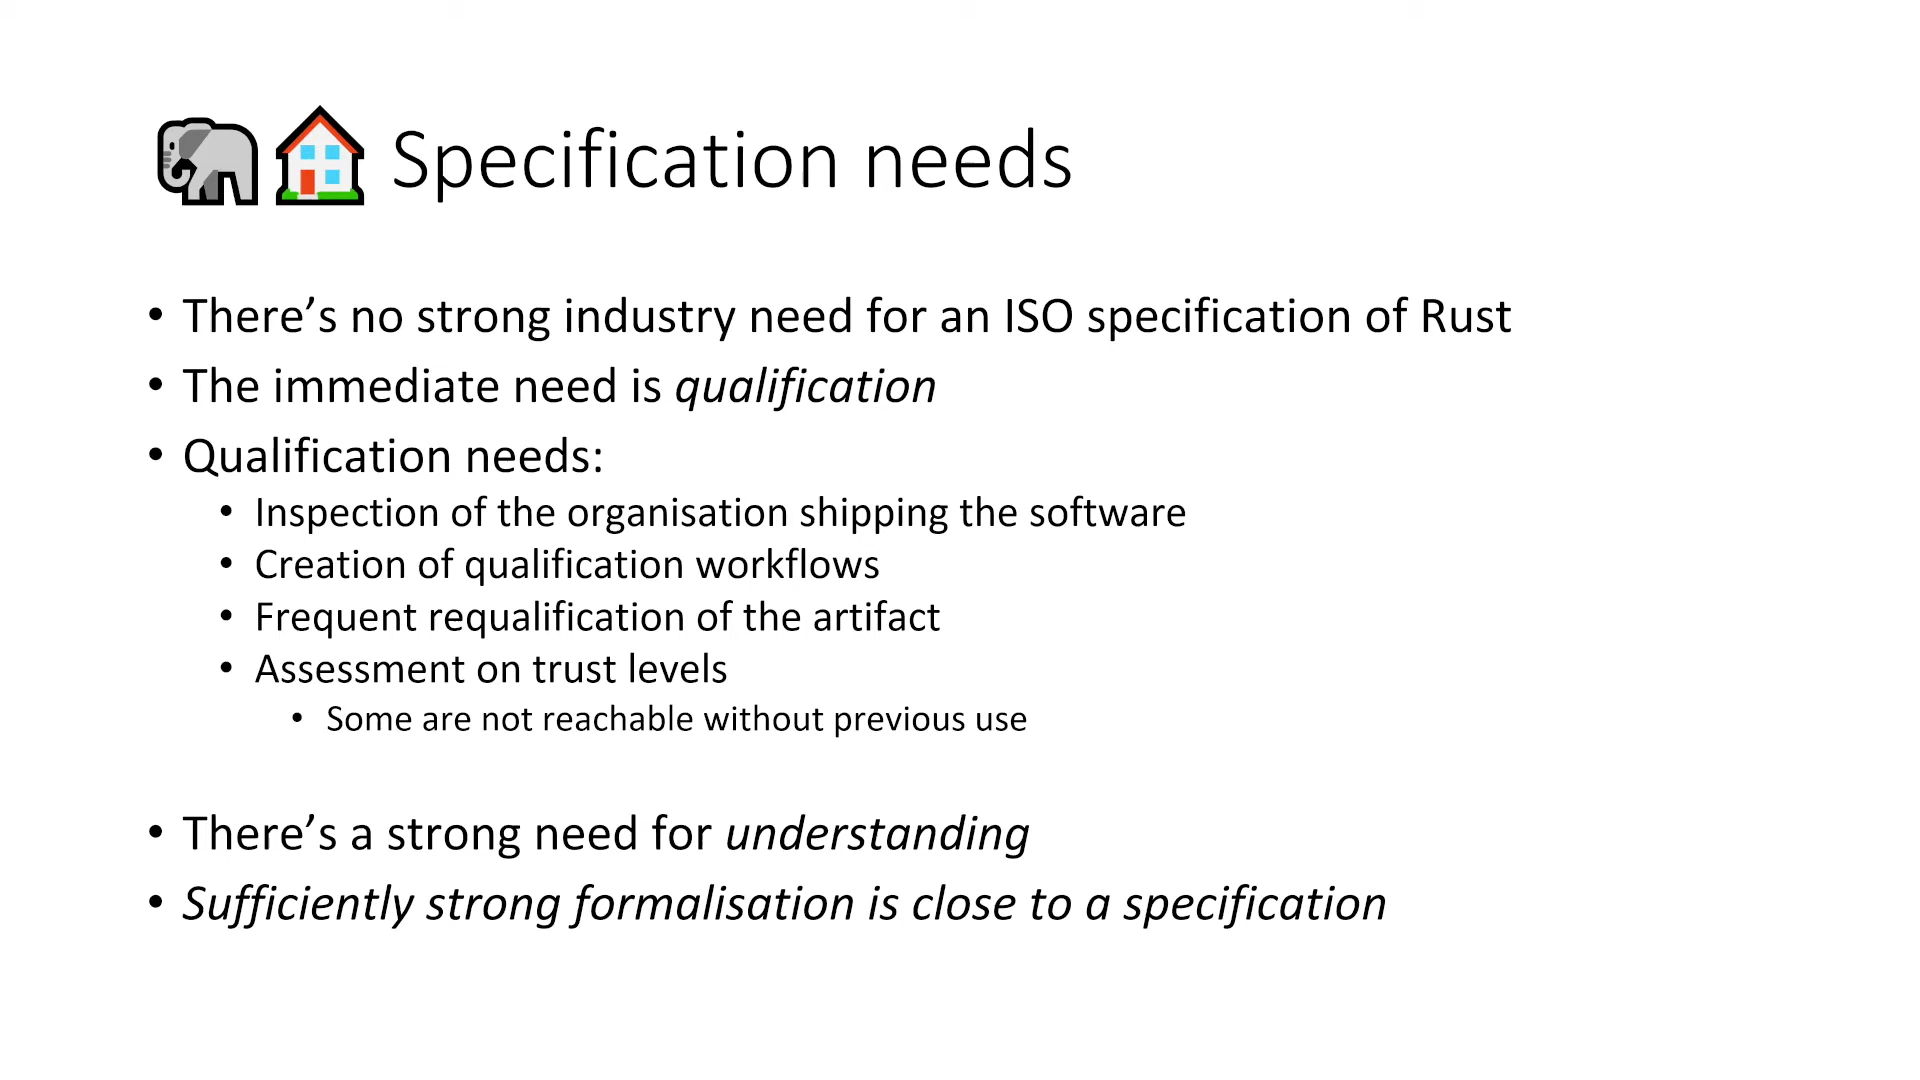 🐘🏠 Specification needs
• There’s no strong industry need for an ISO specification of Rust
• The immediate need is qualification
• Qualification needs:
• Inspection of the organisation shipping the software
• Creation of qualification workflows
• Frequent requalification of the artifact
• Assessment on trust levels
• Some are not reachable without previous use
• There’s a strong need for understanding
• Sufficiently strong formalisation is close to a specification